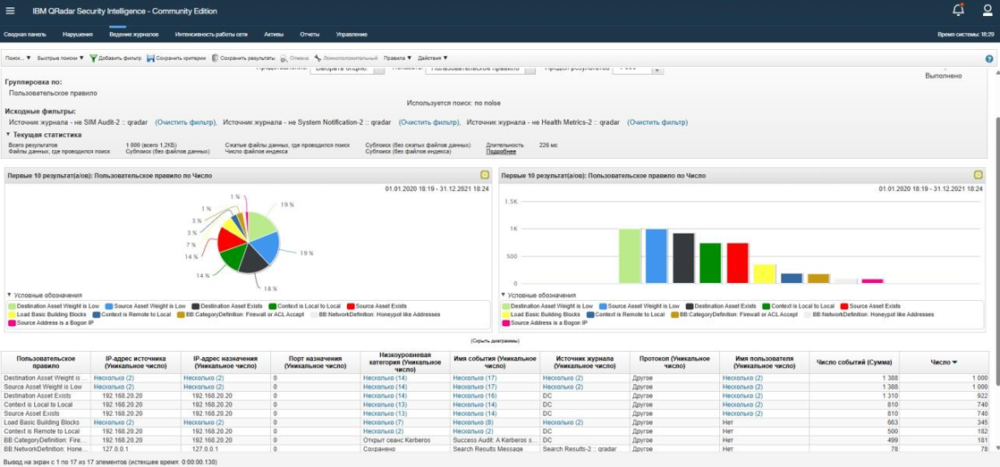 IBM QRadar Security Intelligence - Community Edition
Сводная панель Нарушения Ведение журналов Интенсивность работы сети Активы Отчеты Управление Время системы: 18:29
Поиск... Быстрые поиски Добавить фильтр Сохранить критерии Сохранить результаты Отмена Ложноположительный Правила Действия
Выполнено
Группировка по:
Пользовательское правило
Используется поиск: no noise
Исходные фильтры:
Источник журнала - не SIM Audit-2 :: qradar (Очистить фильтр), Источник журнала - не System Notification-2 :: qradar (Очистить фильтр), Источник журнала - не Health Metrics-2 :: qradar (Очистить фильтр)
Текущая статистика
Всего результатов 1 000 (всего 1,2КБ) Сжатые файлы данных, где проводился поиск Субпоиск (без сжатых файлов данных) Длительность 226 мс
Файлы данных, где проводился поиск Субпоиск (без файлов данных) Число файлов индекса Субпоиск (без файлов индекса) Подробнее
Первые 10 результат(а/ов): Пользовательское правило по Число
01.01.2020 18:19 - 31.12.2021 18:24
1 %
1 %
3 %
3 %
7 %
14 %
14 %
18 %
19 %
19 %
Условные обозначения
Destination Asset Weight is Low Source Asset Weight is Low Destination Asset Exists Context is Local to Local Source Asset Exists
Load Basic Building Blocks Context is Remote to Local BB:CategoryDefinition: Firewall or ACL Accept BB:NetworkDefinition: Honeypot like Addresses
Source Address is a Bogon IP
Первые 10 результат(а/ов): Пользовательское правило по Число
01.01.2020 18:19 - 31.12.2021 18:24
1.5K
1K
500
0
Условные обозначения
Destination Asset Weight is Low Source Asset Weight is Low Destination Asset Exists Context is Local to Local Source Asset Exists
Load Basic Building Blocks Context is Remote to Local BB:CategoryDefinition: Firewall or ACL Accept BB:NetworkDefinition: Honeypot like Addresses
Source Address is a Bogon IP
(Скрыть диаграммы)
Пользовательское правило IP-адрес источника (Уникальное число) IP-адрес назначения (Уникальное число) Порт назначения (Уникальное число) Низкоуровневая категория (Уникальное число) Имя события (Уникальное число) Источник журнала (Уникальное число) Протокол (Уникальное число) Имя пользователя (Уникальное число) Число событий (Сумма) Число
Destination Asset Weight is ... Несколько (2) Несколько (2) 0 Несколько (14) Несколько (17) Несколько (2) Другое Несколько (2) 1 388 1 000
Source Asset Weight is Low Несколько (2) Несколько (2) 0 Несколько (14) Несколько (17) Несколько (2) Другое Несколько (2) 1 388 1 000
Destination Asset Exists 192.168.20.20 192.168.20.20 0 Несколько (14) Несколько (16) DC Другое Несколько (2) 1 310 922
Context is Local to Local 192.168.20.20 192.168.20.20 0 Несколько (13) Несколько (14) DC Другое Несколько (2) 810 740
Source Asset Exists 192.168.20.20 192.168.20.20 0 Несколько (13) Несколько (14) DC Другое Несколько (2) 810 740
Load Basic Building Blocks Несколько (2) Несколько (2) 0 Несколько (7) Несколько (8) Несколько (2) Другое Нет 663 345
Context is Remote to Local 192.168.20.20 192.168.20.20 0 Несколько (2) Несколько (2) DC Другое Нет 500 182
BB:CategoryDefinition: Fire... 192.168.20.20 192.168.20.20 0 Открыт сеанс Kerberos Success Audit: A Kerberos s... DC Другое Нет 499 181
BB:NetworkDefinition: Hone... 127.0.0.1 127.0.0.1 0 Сохранено Search Results Message Search Results-2 :: qradar Другое Нет 78 78
Вывод на экран с 1 по 17 из 17 элементов (истекшее время: 0:00:00.130)